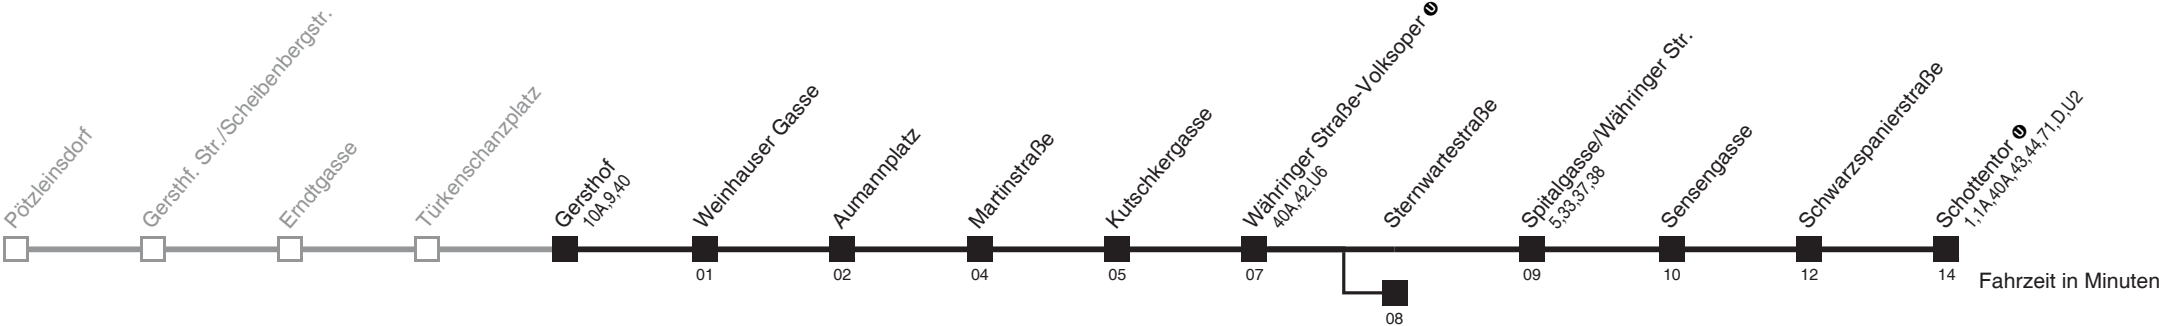 Pötzleinsdorf
Gersthf. Str./Scheibenbergstr.
Erndtgasse
Türkenschanzplatz
Gersthof
10A,9,40
Weinhauser Gasse
01
Aumannplatz
02
Martinstraße
04
Kutschkergasse
05
Währinger Straße-Volksoper U
40A,42,U6
07
Sternwartestraße
08
Spitalgasse/Währinger Str.
5,33,37,38
09
Sensengasse
10
Schwarzspanierstraße
12
Schottentor U
1,1A,40A,43,44,71,D,U2
14
Fahrzeit in Minuten